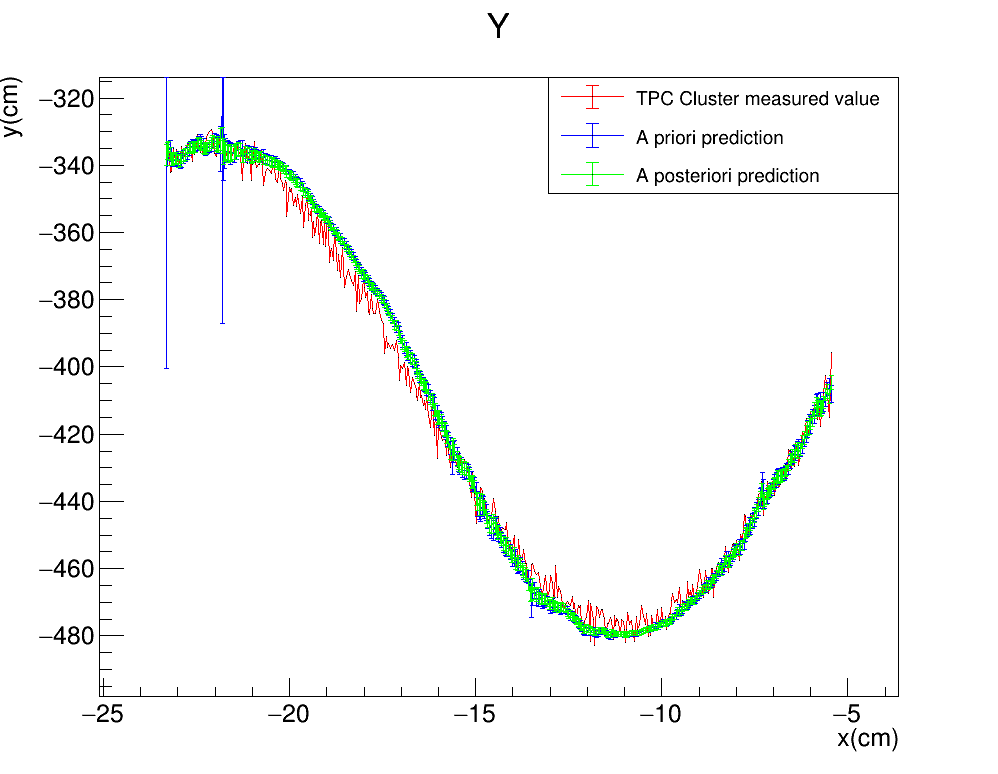 Y
y(cm)
−320
−340
−360
−380
−400
−420
−440
−460
−480
TPC Cluster measured value
A priori prediction
A posteriori prediction
−25 −20 −15 −10 −5
x(cm)